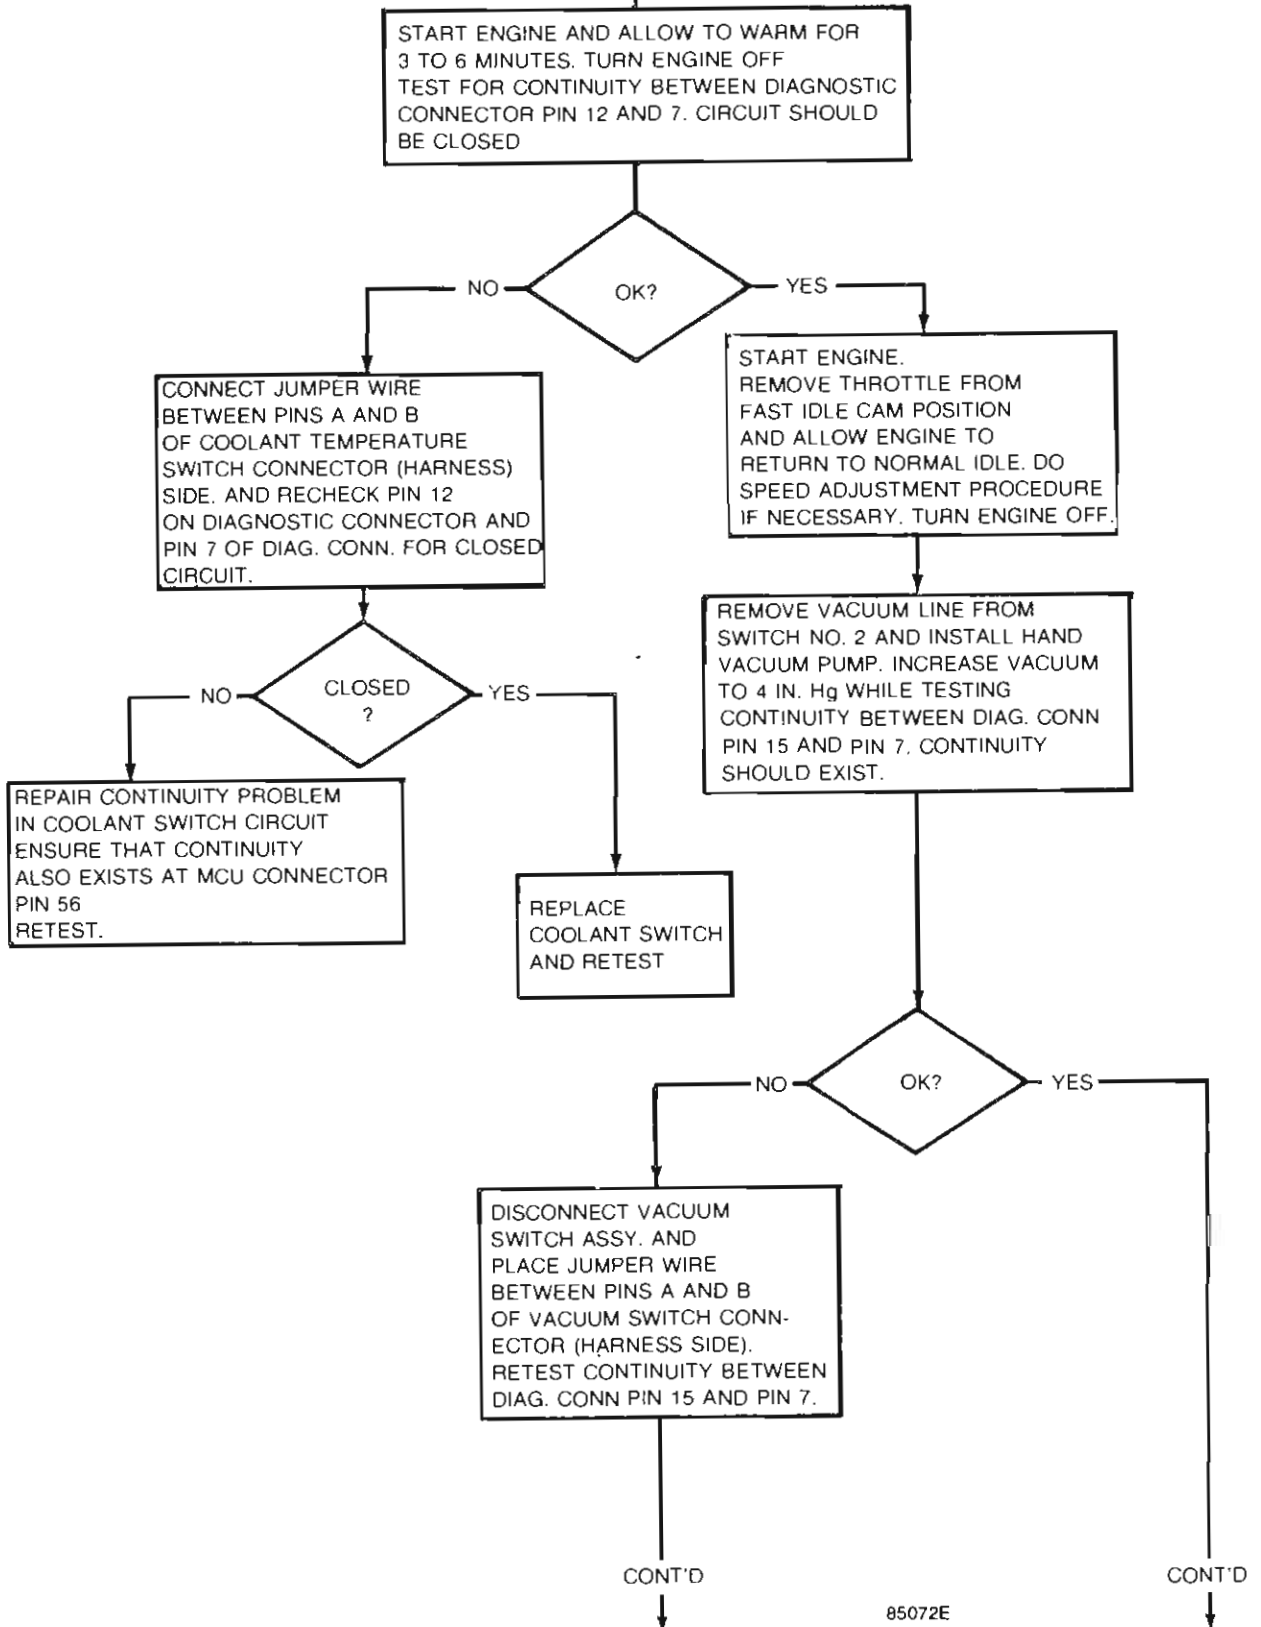 START ENGINE AND ALLOW TO WARM FOR
3 TO 6 MINUTES. TURN ENGINE OFF
TEST FOR CONTINUITY BETWEEN DIAGNOSTIC
CONNECTOR PIN 12 AND 7. CIRCUIT SHOULD
BE CLOSED
NO
OK?
YES
CONNECT JUMPER WIRE
BETWEEN PINS A AND B
OF COOLANT TEMPERATURE
SWITCH CONNECTOR (HARNESS)
SIDE. AND RECHECK PIN 12
ON DIAGNOSTIC CONNECTOR AND
PIN 7 OF DIAG. CONN. FOR CLOSED
CIRCUIT.
START ENGINE.
REMOVE THROTTLE FROM
FAST IDLE CAM POSITION
AND ALLOW ENGINE TO
RETURN TO NORMAL IDLE. DO
SPEED ADJUSTMENT PROCEDURE
IF NECESSARY. TURN ENGINE OFF.
REMOVE VACUUM LINE FROM
SWITCH NO. 2 AND INSTALL HAND
VACUUM PUMP. INCREASE VACUUM
TO 4 IN. Hg WHILE TESTING
CONTINUITY BETWEEN DIAG. CONN
PIN 15 AND PIN 7. CONTINUITY
SHOULD EXIST.
NO
CLOSED
?
YES
REPAIR CONTINUITY PROBLEM
IN COOLANT SWITCH CIRCUIT
ENSURE THAT CONTINUITY
ALSO EXISTS AT MCU CONNECTOR
PIN 56
RETEST.
REPLACE
COOLANT SWITCH
AND RETEST
NO
OK?
YES
DISCONNECT VACUUM
SWITCH ASSY. AND
PLACE JUMPER WIRE
BETWEEN PINS A AND B
OF VACUUM SWITCH CONN-
ECTOR (HARNESS SIDE).
RETEST CONTINUITY BETWEEN
DIAG. CONN PIN 15 AND PIN 7.
CONT'D
CONT'D
85072E